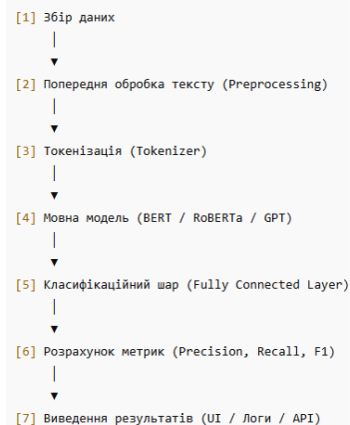 [1] Збір даних
[2] Попередня обробка тексту (Preprocessing)
[3] Токенізація (Tokenizer)
[4] Мовна модель (BERT / RoBERTa / GPT)
[5] Класифікаційний шар (Fully Connected Layer)
[6] Розрахунок метрик (Precision, Recall, F1)
[7] Виведення результатів (UI / Логи / API)